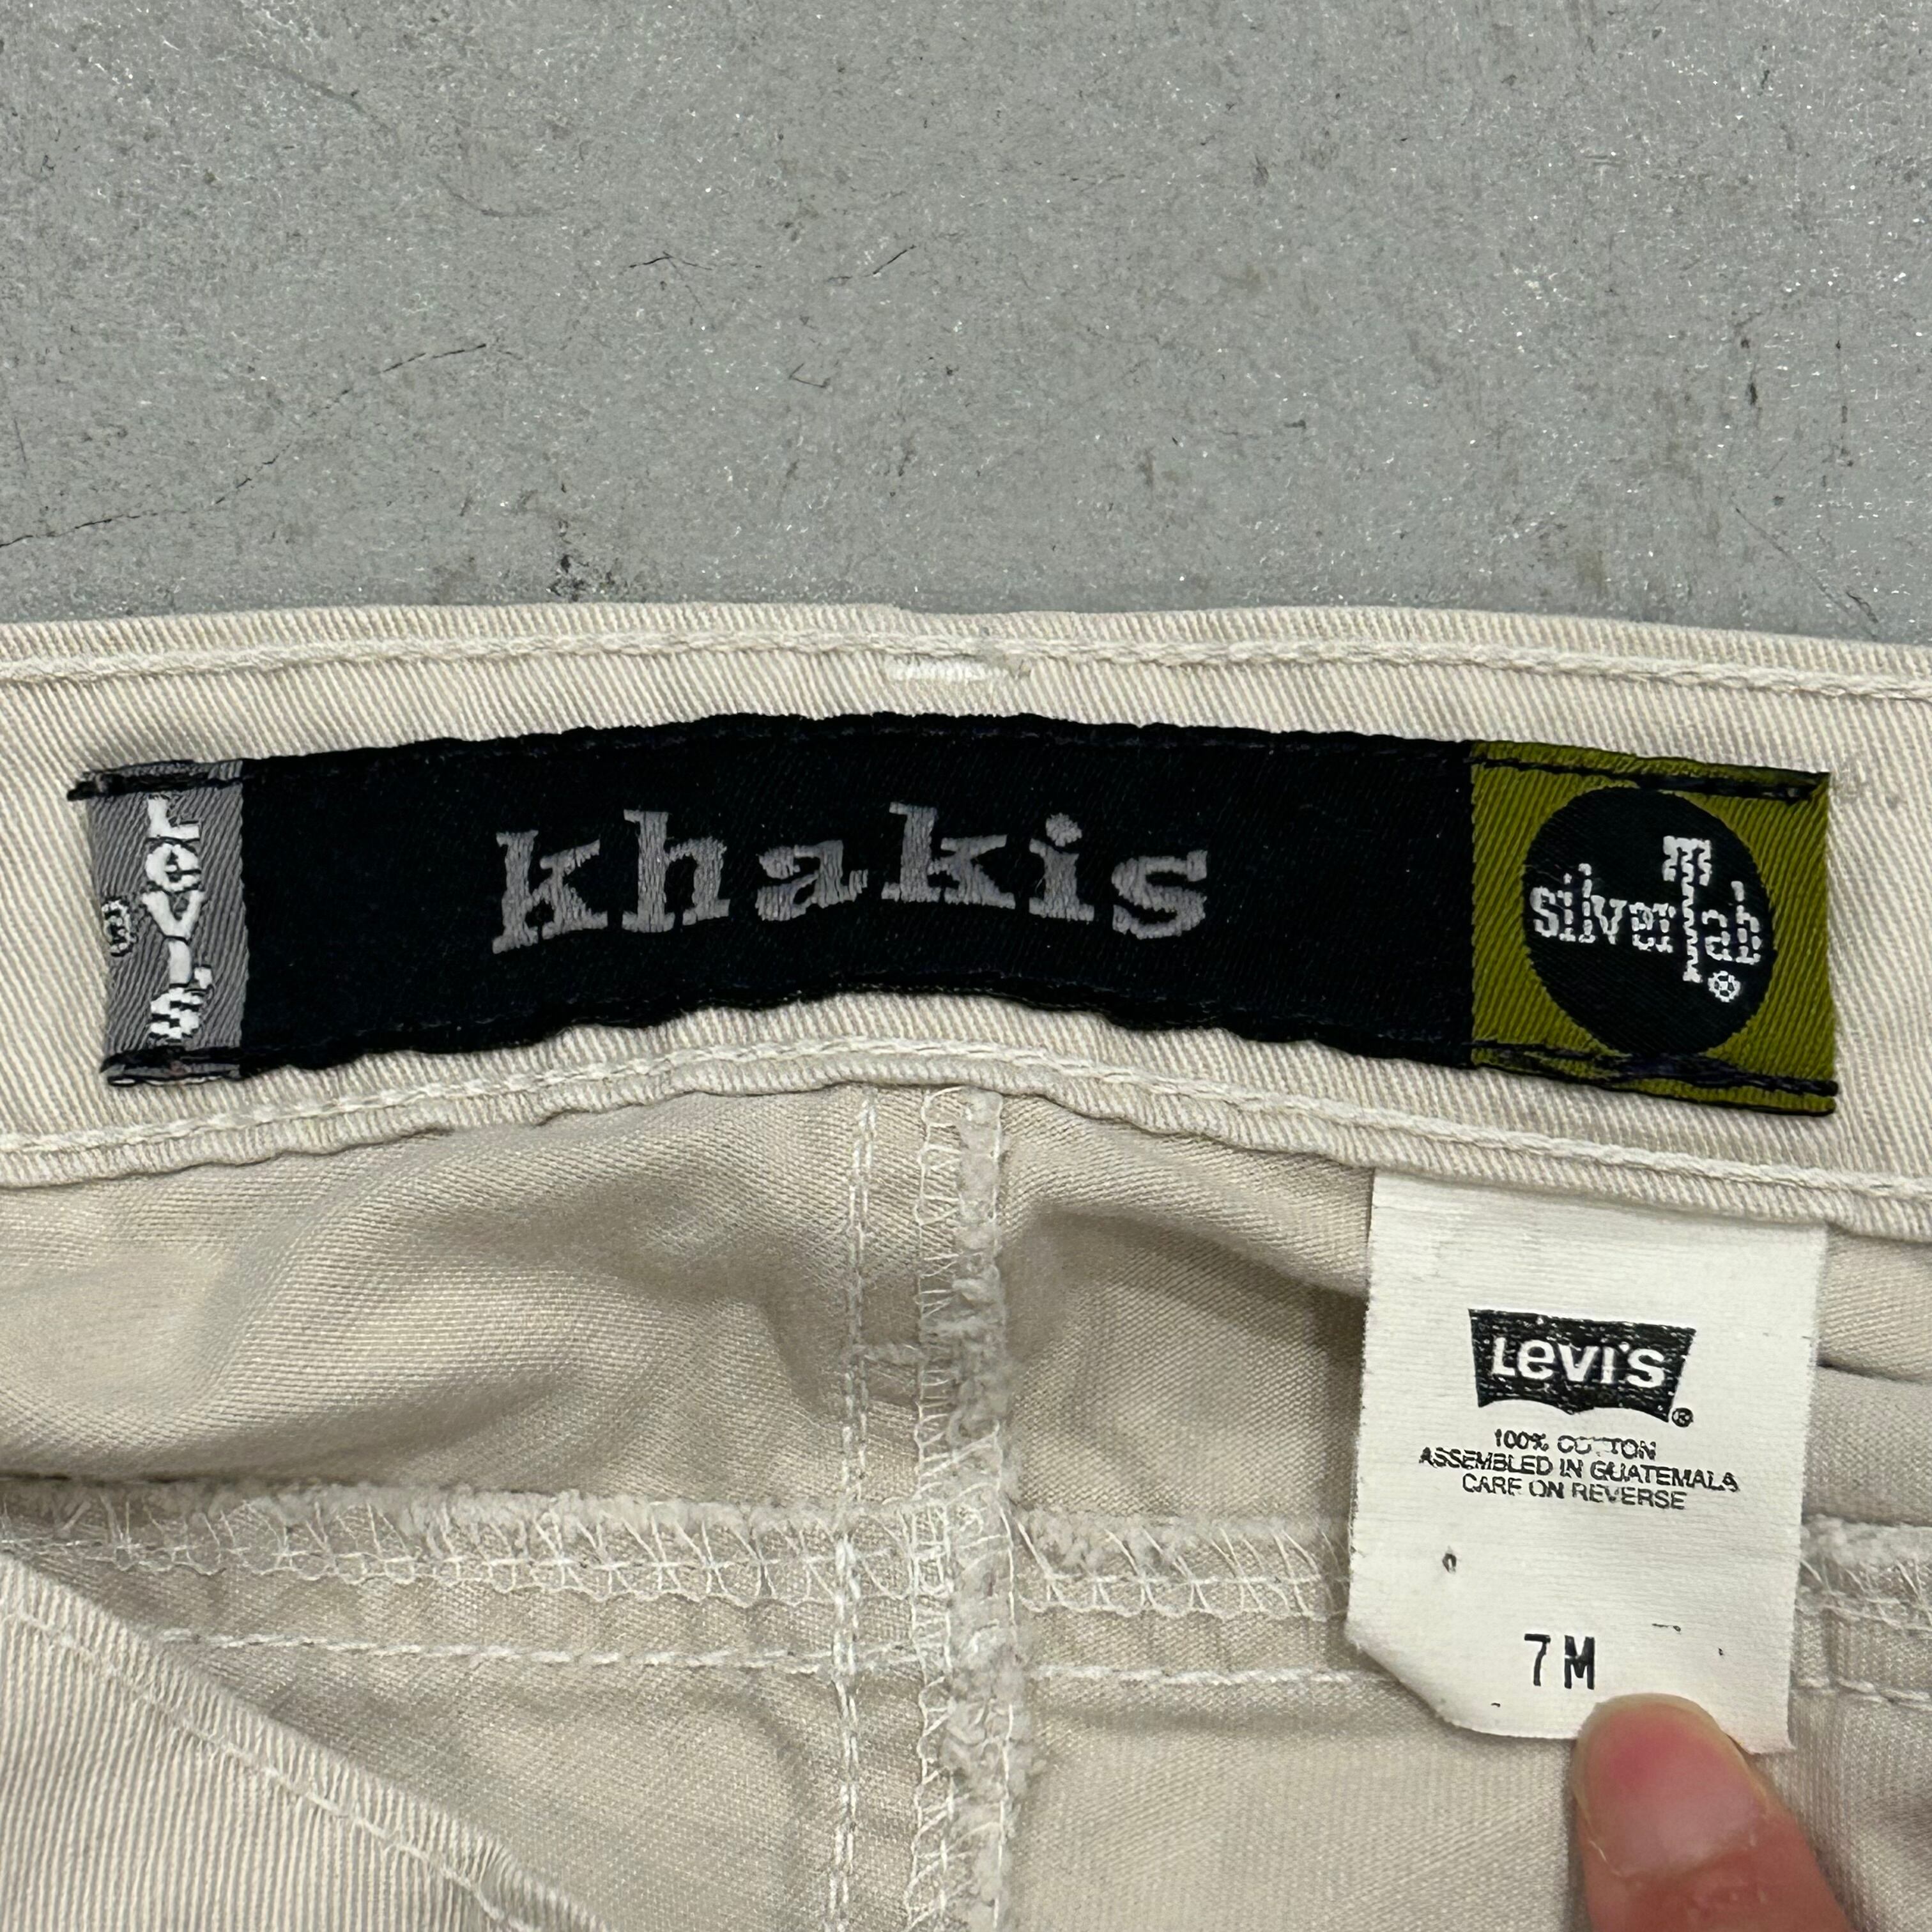 Levi's
®
khakis
silverTab
®
Levi's
®
100% COTTON
ASSEMBLED IN GUATEMALA
CARE ON REVERSE
7M